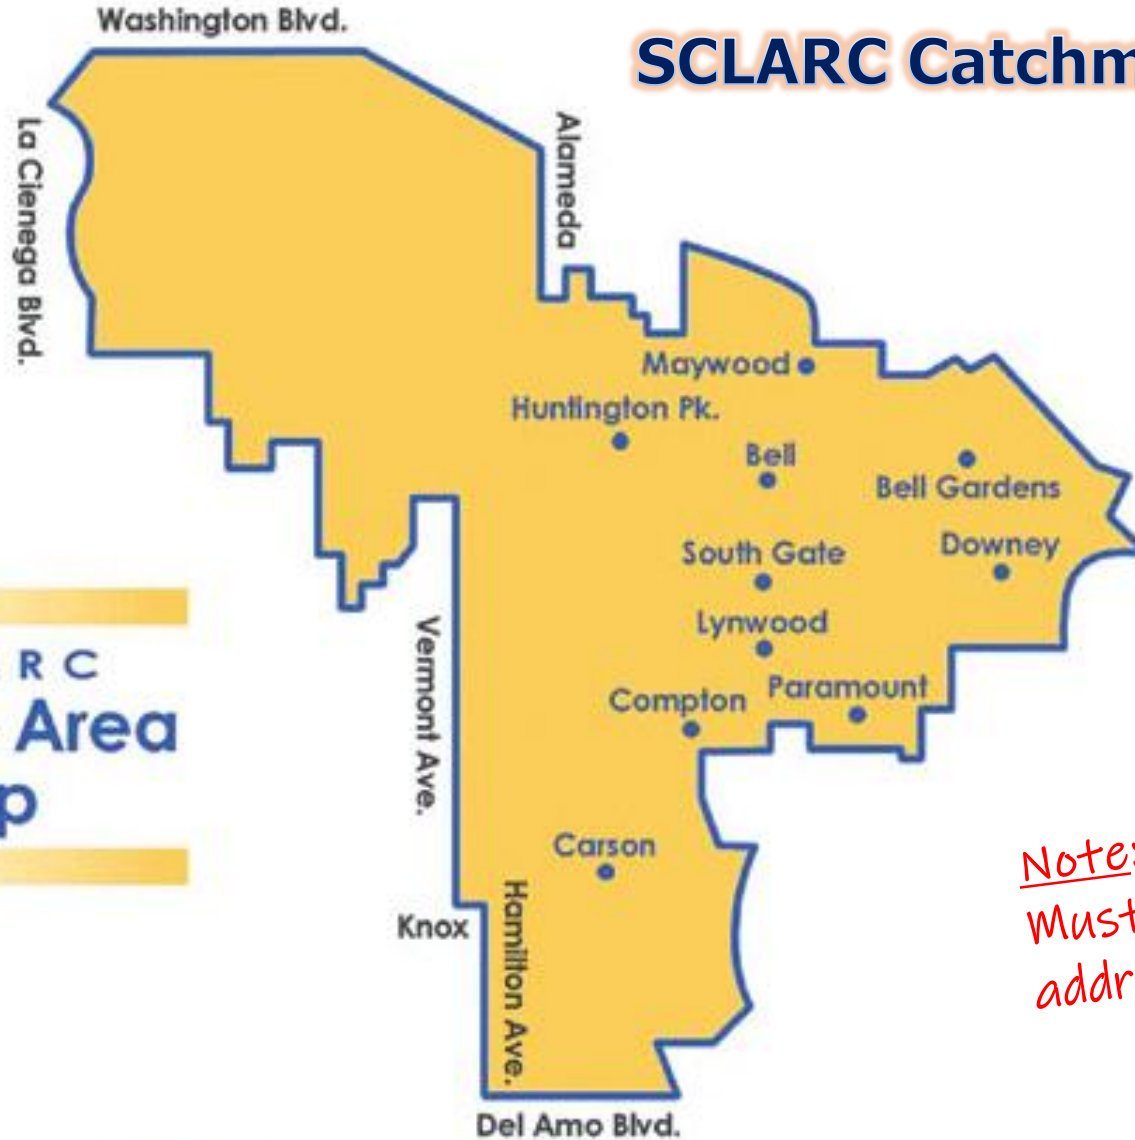 Washington Blvd.
SCLARC Catchm
La Cienega Blvd.
Alameda
Maywood
Huntington Pk.
Bell
Bell Gardens
South Gate
Downey
Lynwood
R C
Area
p
Vermont Ave.
Compton
Paramount
Carson
Note:
Must
addr
Knox
Hamilton Ave.
Del Amo Blvd.